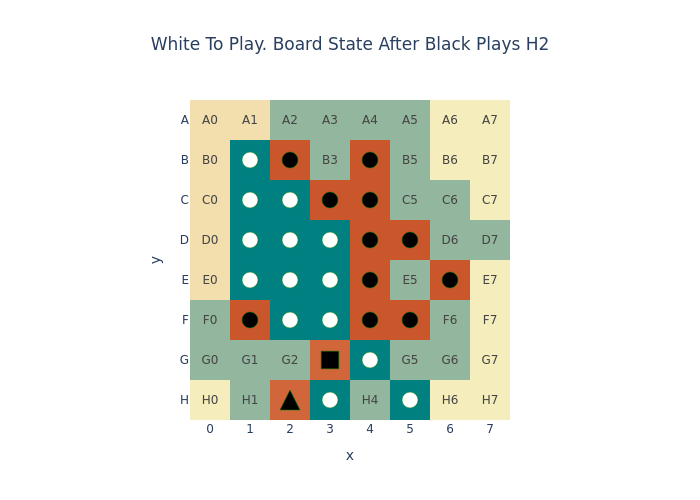 White To Play. Board State After Black Plays H2
A A0 A1 A2 A3 A4 A5 A6 A7
B B0 B3 B5 B6 B7
C C0 C5 C6 C7
D D0 D6 D7
y
E E0 E5 E7
F F0 F6 F7
G G0 G1 G2 G5 G6 G7
H H0 H1 H4 H6 H7
0 1 2 3 4 5 6 7
x